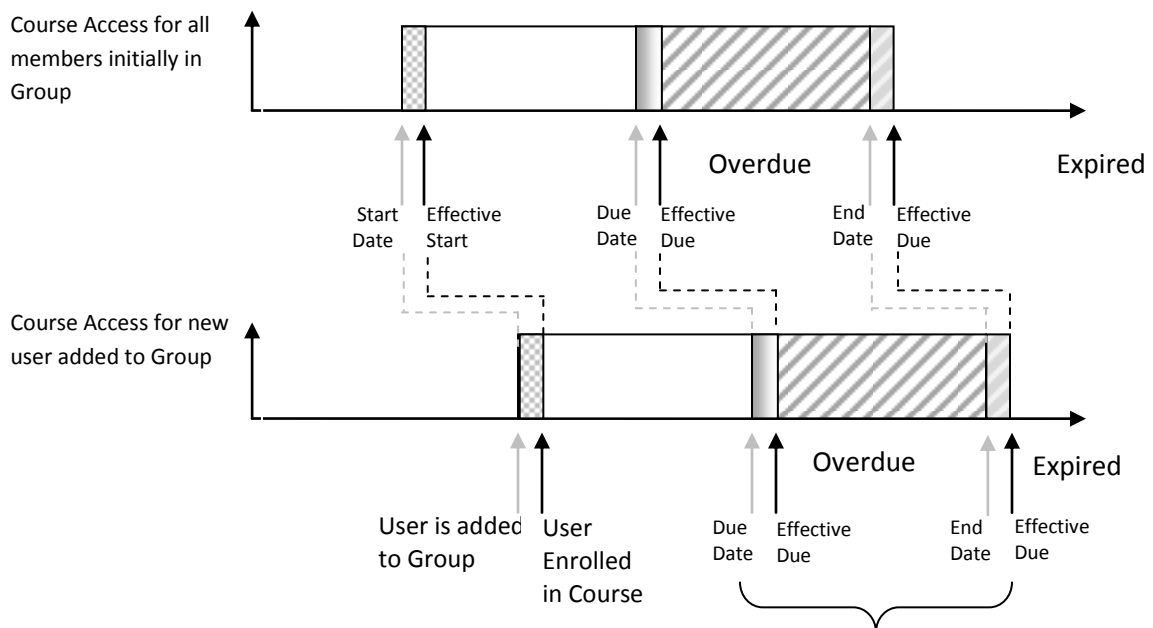 Course Access for all
members initially in
Group
Overdue
Expired
Start
Date
Effective
Start
Due
Date
Effective
Due
End
Date
Effective
Due
Course Access for new
user added to Group
Overdue
Expired
User is added
to Group
User
Enrolled
in Course
Due
Date
Effective
Due
End
Date
Effective
Due